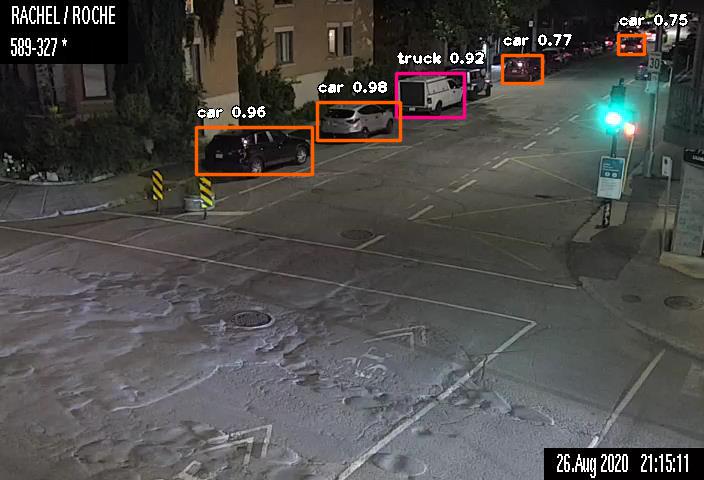 RACHEL / ROCHE
589-327 *
car 0.75
car 0.77
truck 0.92
car 0.98
car 0.96
30
26.Aug 2020 21:15:11